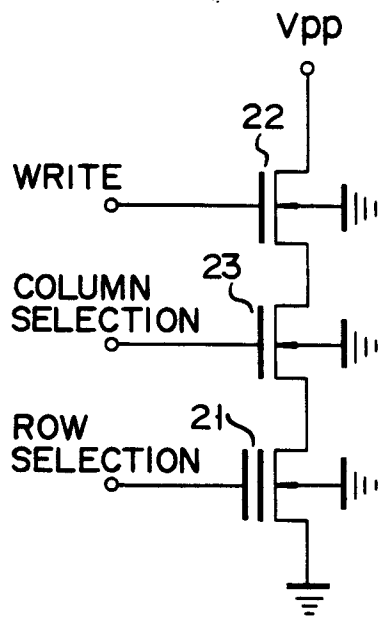 Vpp
22
WRITE
23
COLUMN
SELECTION
21
ROW
SELECTION